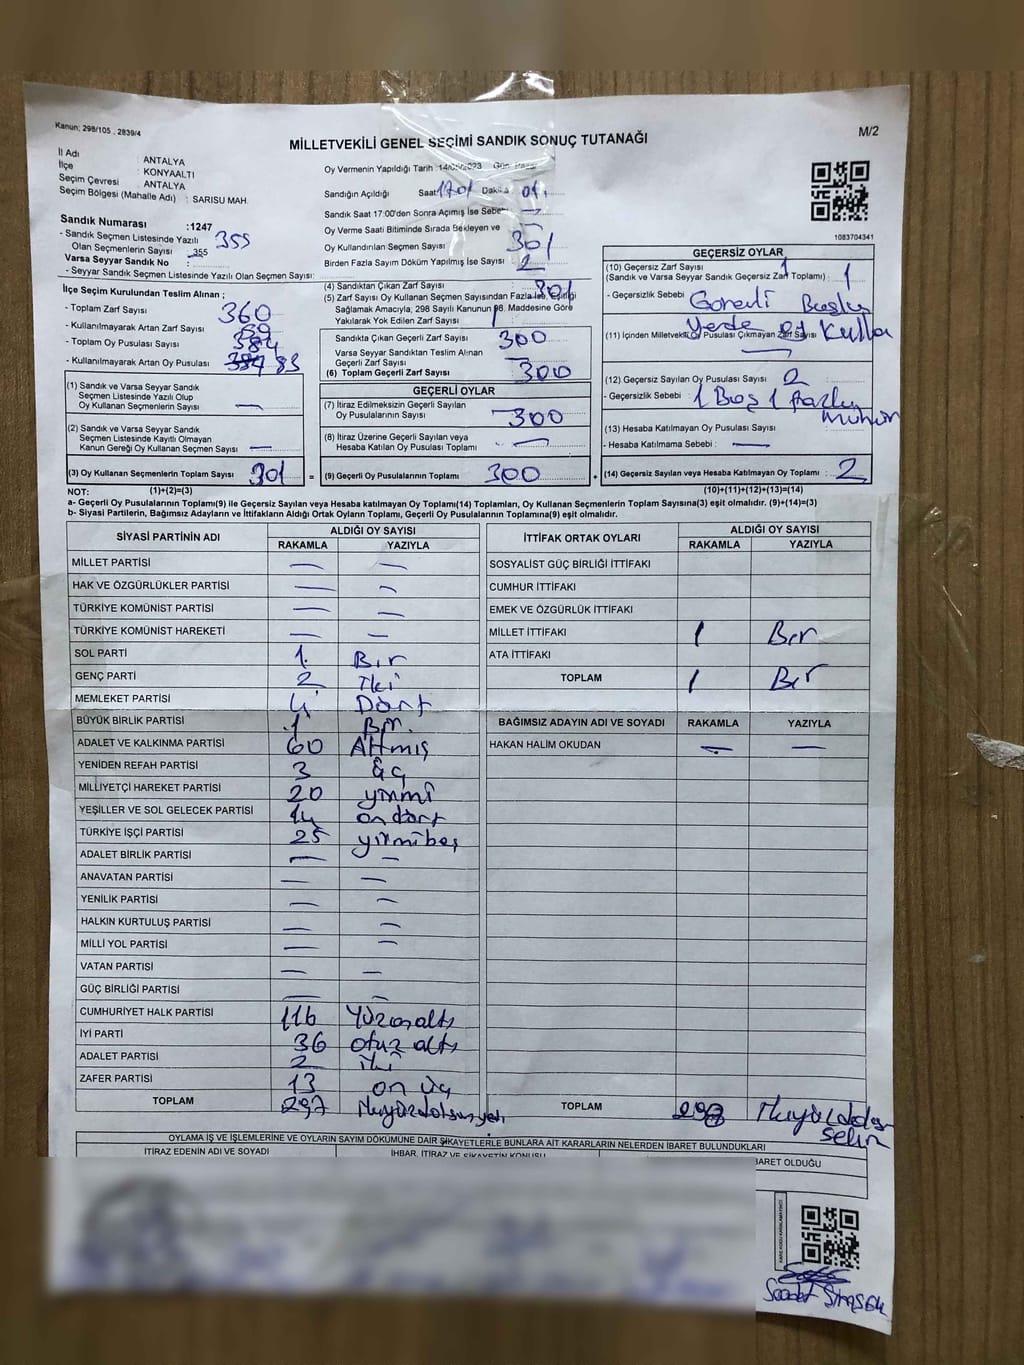 Kanun; 298/105 . 2839/4
M/2
MİLLETVEKİLİ GENEL SEÇİMİ SANDIK SONUÇ TUTANAĞI
İl Adı : ANTALYA
İlçe : KONYAALTI
Seçim Çevresi : ANTALYA
Seçim Bölgesi (Mahalle Adı) : SARISU MAH.
Sandık Numarası :1247
- Sandık Seçmen Listesinde Yazılı
Olan Seçmenlerin Sayısı : 355 355
Varsa Seyyar Sandık No :
- Seyyar Sandık Seçmen Listesinde Yazılı Olan Seçmen Sayısı:
Oy Vermenin Yapıldığı Tarih :14/05/2023 Gün
Sandığın Açıldığı Saat 1701 Dakika 01
Sandık Saat 17:00'den Sonra Açılmış İse Sebebi —
Oy Verme Saati Bitiminde Sırada Bekleyen ve
Oy Kullandırılan Seçmen Sayısı 301
Birden Fazla Sayım Döküm Yapılmış İse Sayısı 2
1083704341
İlçe Seçim Kurulundan Teslim Alınan ;
- Toplam Zarf Sayısı : 360
- Kullanılmayarak Artan Zarf Sayısı : 59
- Toplam Oy Pusulası Sayısı : 384
- Kullanılmayarak Artan Oy Pusulası : 83
(1) Sandık ve Varsa Seyyar Sandık
Seçmen Listesinde Yazılı Olup
Oy Kullanan Seçmenlerin Sayısı : —
(2) Sandık ve Varsa Seyyar Sandık
Seçmen Listesinde Kayıtlı Olmayan
Kanun Gereği Oy Kullanan Seçmen Sayısı : —
(3) Oy Kullanan Seçmenlerin Toplam Sayısı 301
(4) Sandıktan Çıkan Zarf Sayısı 301
(5) Zarf Sayısı Oy Kullanan Seçmen Sayısından Fazla İse, Eşitliği
Sağlamak Amacıyla, 298 Sayılı Kanunun 98. Maddesine Göre
Yakılarak Yok Edilen Zarf Sayısı 1
Sandıkta Çıkan Geçerli Zarf Sayısı 300
Varsa Seyyar Sandıktan Teslim Alınan
Geçerli Zarf Sayısı —
(6) Toplam Geçerli Zarf Sayısı 300
GEÇERLİ OYLAR
(7) İtiraz Edilmeksizin Geçerli Sayılan
Oy Pusulalarının Sayısı : 300
(8) İtiraz Üzerine Geçerli Sayılan veya
Hesaba Katılan Oy Pusulası Toplamı : —
= (9) Geçerli Oy Pusulalarının Toplamı : 300
GEÇERSİZ OYLAR
(10) Geçersiz Zarf Sayısı 1
(Sandık ve Varsa Seyyar Sandık Geçersiz Zarf Toplamı) : 1
- Geçersizlik Sebebi
Yerde
(11) İçinden Milletvekili Oy Pusulası Çıkmayan Zarf Sayısı
—
(12) Geçersiz Sayılan Oy Pusulası Sayısı : 2
- Geçersizlik Sebebi : 1 Boş 1 Fazla
mühür
(13) Hesaba Katılmayan Oy Pusulası Sayısı :
- Hesaba Katılmama Sebebi : —
+ (14) Geçersiz Sayılan veya Hesaba Katılmayan Oy Toplamı : 2
NOT: (1)+(2)=(3)
(10)+(11)+(12)+(13)=(14)
a- Geçerli Oy Pusulalarının Toplamı(9) ile Geçersiz Sayılan veya Hesaba katılmayan Oy Toplamı(14) Toplamları, Oy Kullanan Seçmenlerin Toplam Sayısına(3) eşit olmalıdır. (9)+(14)=(3)
b- Siyasi Partilerin, Bağımsız Adayların ve İttifakların Aldığı Ortak Oyların Toplamı, Geçerli Oy Pusulalarının Toplamına(9) eşit olmalıdır.
SİYASİ PARTİNİN ADI ALDIĞI OY SAYISI
RAKAMLA YAZIYLA
MİLLET PARTİSİ — —
HAK VE ÖZGÜRLÜKLER PARTİSİ — —
TÜRKİYE KOMÜNİST PARTİSİ — —
TÜRKİYE KOMÜNİST HAREKETİ — —
SOL PARTİ 1. Bir
GENÇ PARTİ 2 İki
MEMLEKET PARTİSİ 4 Dört
BÜYÜK BİRLİK PARTİSİ 1 Bir.
ADALET VE KALKINMA PARTİSİ 60 Altmış
YENİDEN REFAH PARTİSİ 3 üç
MİLLİYETÇİ HAREKET PARTİSİ 20 yirmi
YEŞİLLER VE SOL GELECEK PARTİSİ 14 ondört
TÜRKİYE İŞÇİ PARTİSİ 25 yirmibeş
ADALET BİRLİK PARTİSİ — —
ANAVATAN PARTİSİ — —
YENİLİK PARTİSİ — —
HALKIN KURTULUŞ PARTİSİ — —
MİLLİ YOL PARTİSİ — —
VATAN PARTİSİ — —
GÜÇ BİRLİĞİ PARTİSİ — —
CUMHURİYET HALK PARTİSİ 116 Yüzonaltı
İYİ PARTİ 36 otuz altı
ADALET PARTİSİ 2 iki
ZAFER PARTİSİ 13 on üç
TOPLAM 297 ikiyüzdoksanyedi
İTTİFAK ORTAK OYLARI ALDIĞI OY SAYISI
RAKAMLA YAZIYLA
SOSYALİST GÜÇ BİRLİĞİ İTTİFAKI
CUMHUR İTTİFAKI
EMEK VE ÖZGÜRLÜK İTTİFAKI
MİLLET İTTİFAKI 1 Bir
ATA İTTİFAKI
TOPLAM 1 Bir
BAĞIMSIZ ADAYIN ADI VE SOYADI RAKAMLA YAZIYLA
HAKAN HALİM OKUDAN — —
TOPLAM 298 ikiyüzdoksan
sekiz
OYLAMA İŞ VE İŞLEMLERİNE VE OYLARIN SAYIM DÖKÜMÜNE DAİR ŞİKAYETLERLE BUNLARA AİT KARARLARIN NELERDEN İBARET BULUNDUKLARI
İTİRAZ EDENİN ADI VE SOYADI İHBAR, İTİRAZ VE ŞİKAYETİN KONUSU BARET OLDUĞU
Saadet